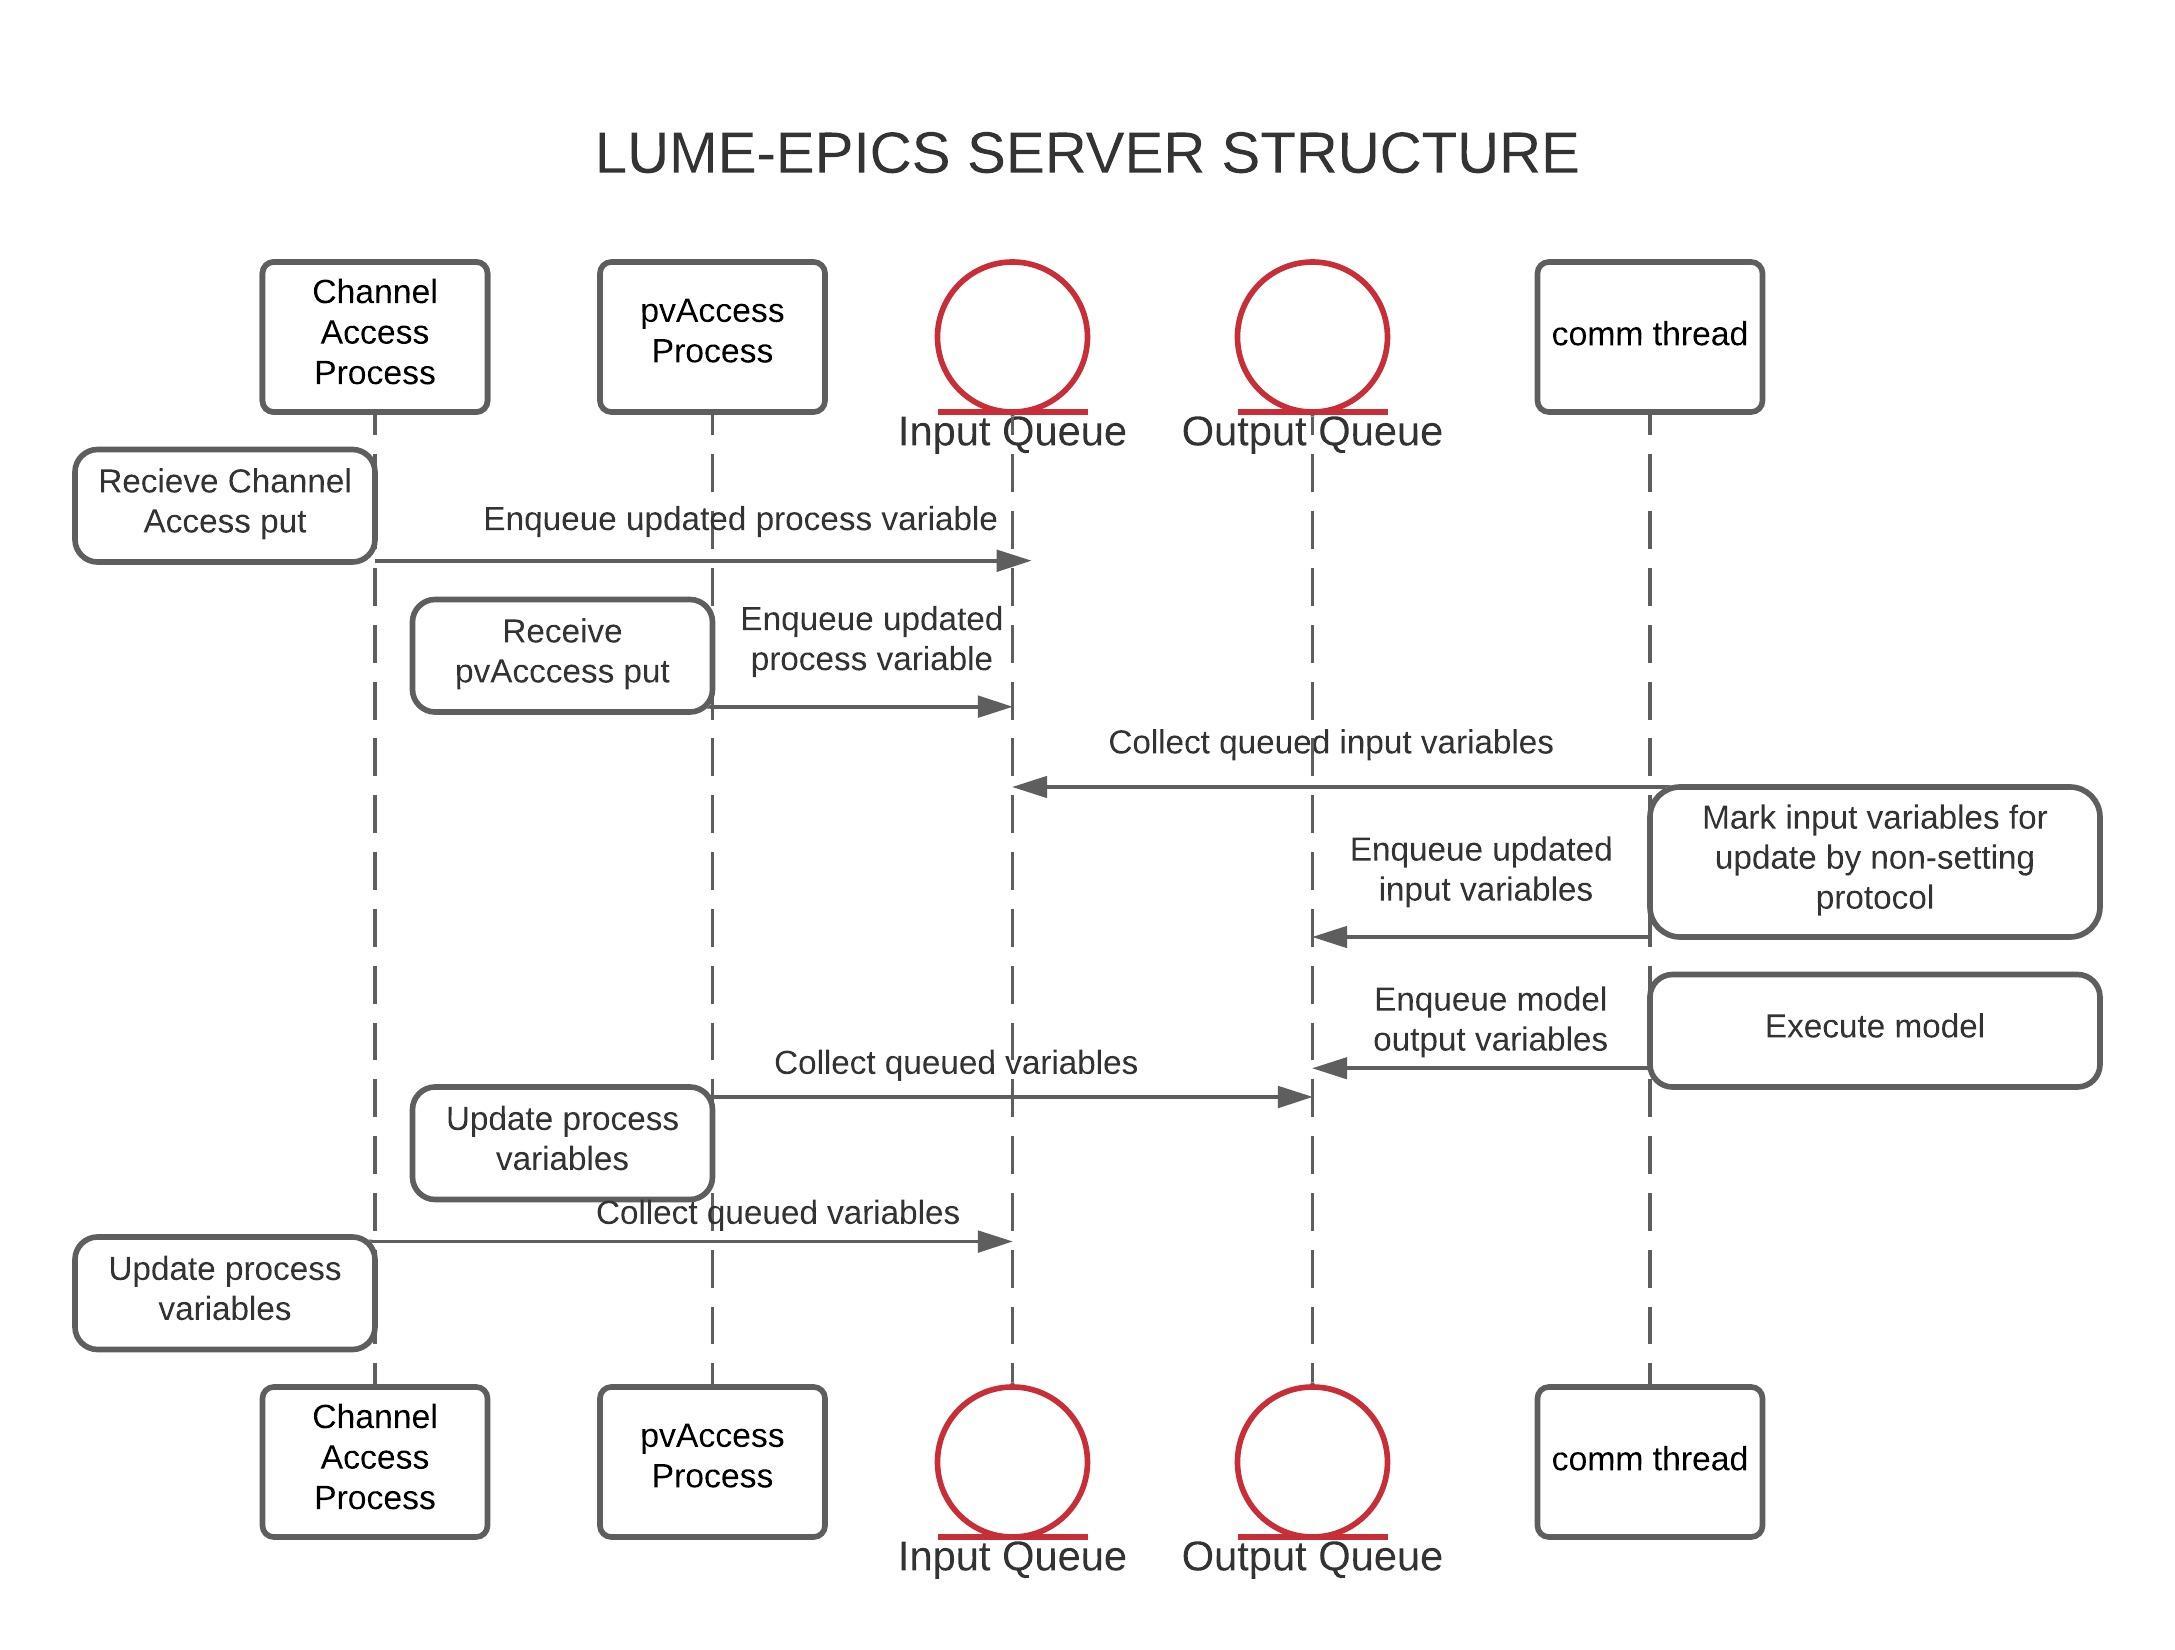 LUME-EPICS SERVER STRUCTURE
Channel
Access
Process
pvAccess
Process
Input Queue
Output Queue
comm thread
Recieve Channel
Access put
Enqueue updated process variable
Receive
pvAcccess put
Enqueue updated
process variable
Collect queued input variables
Mark input variables for
update by non-setting
protocol
Enqueue updated
input variables
Execute model
Enqueue model
output variables
Collect queued variables
Update process
variables
Collect queued variables
Update process
variables
Channel
Access
Process
pvAccess
Process
Input Queue
Output Queue
comm thread